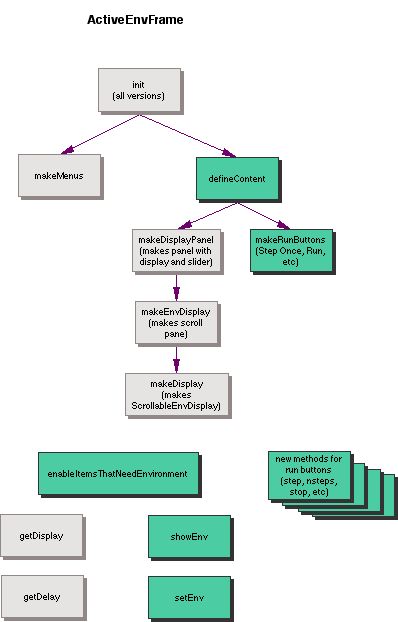 ActiveEnvFrame
init
(all versions)
makeMenus
defineContent
makeDisplayPanel
(makes panel with
display and slider)
makeRunButtons
(Step Once, Run,
etc)
makeEnvDisplay
(makes scroll
pane)
makeDisplay
(makes
ScrollableEnvDisplay)
enableItemsThatNeedEnvironment
new methods for
run buttons
(step, nsteps,
stop, etc)
getDisplay
showEnv
getDelay
setEnv